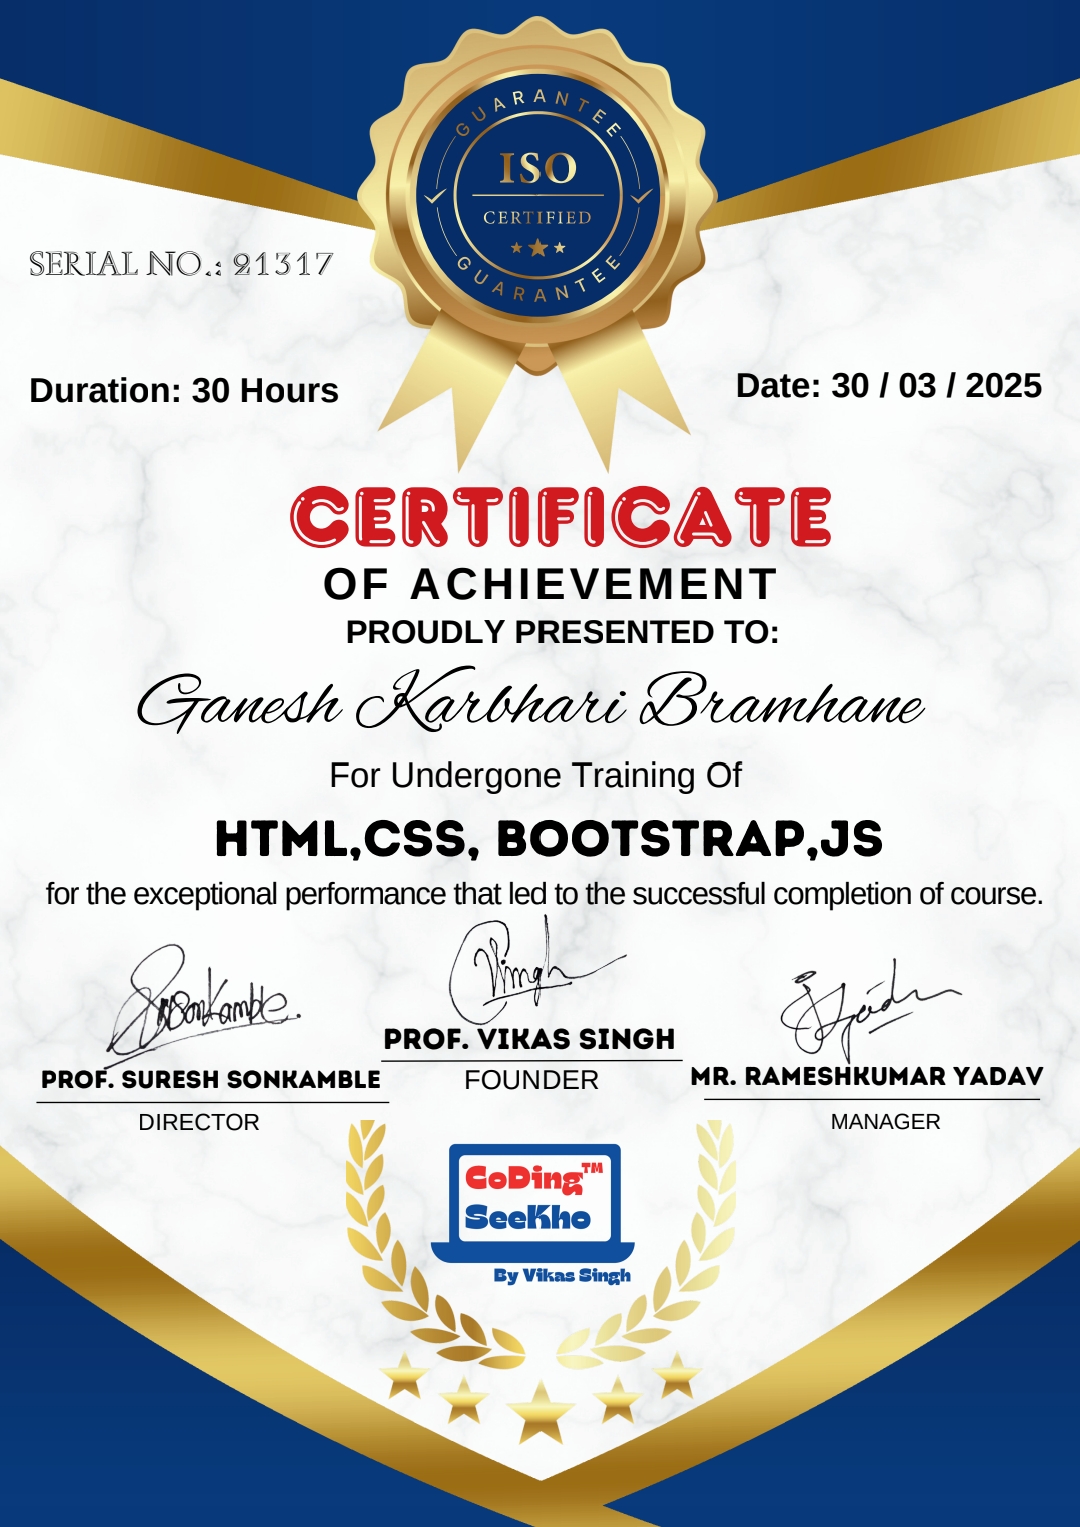 GUARANTEE
ISO
CERTIFIED
GUARANTEE
SERIAL NO.: 21317
Duration: 30 Hours
Date: 30 / 03 / 2025
CERTIFICATE
OF ACHIEVEMENT
PROUDLY PRESENTED TO:
Ganesh Karbhari Bramhane
For Undergone Training Of
HTML,CSS, BOOTSTRAP,JS
for the exceptional performance that led to the successful completion of course.
SRSonkamble.
VSingh
PROF. SURESH SONKAMBLE
DIRECTOR
PROF. VIKAS SINGH
FOUNDER
MR. RAMESHKUMAR YADAV
MANAGER
CoDing™
SeeKho
By Vikas Singh